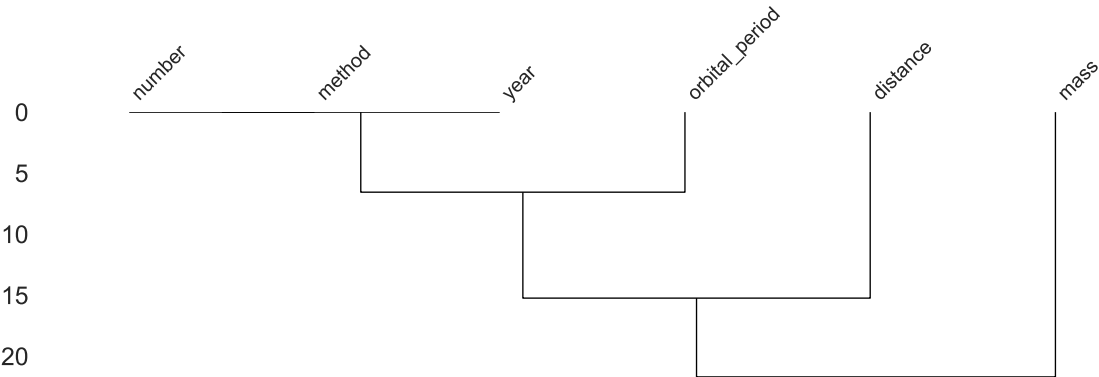 number
method
year
orbital_period
distance
mass
0
5
10
15
20